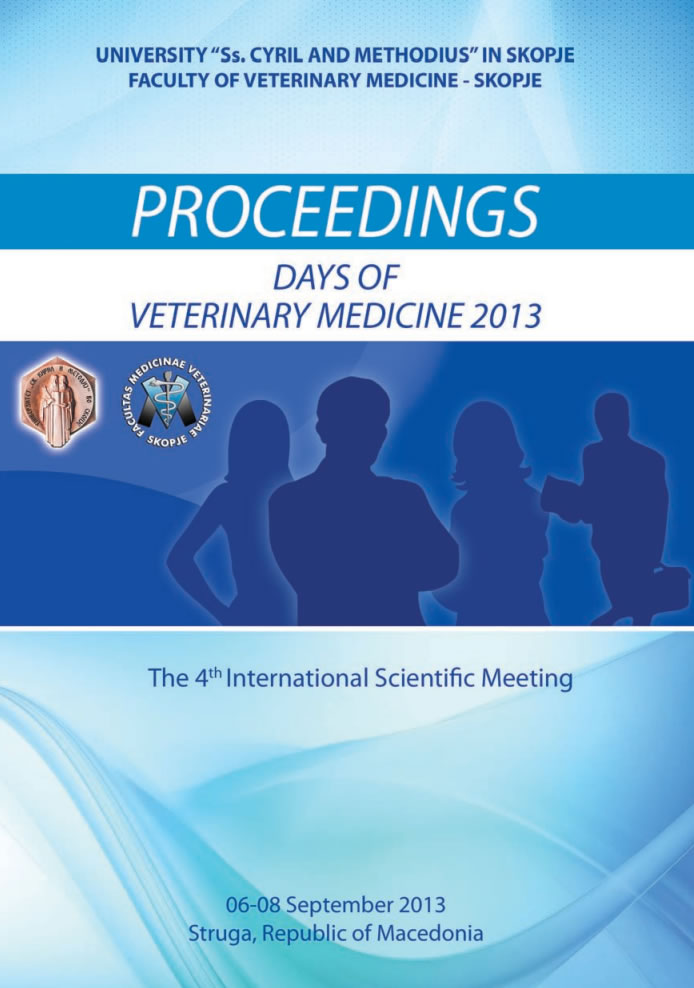 UNIVERSITY “Ss. CYRIL AND METHODIUS” IN SKOPJE
FACULTY OF VETERINARY MEDICINE - SKOPJE
PROCEEDINGS
DAYS OF
VETERINARY MEDICINE 2013
FACULTAS MEDICINAE VETERINARIAE
SKOPJE
The 4th International Scientific Meeting
06-08 September 2013
Struga, Republic of Macedonia